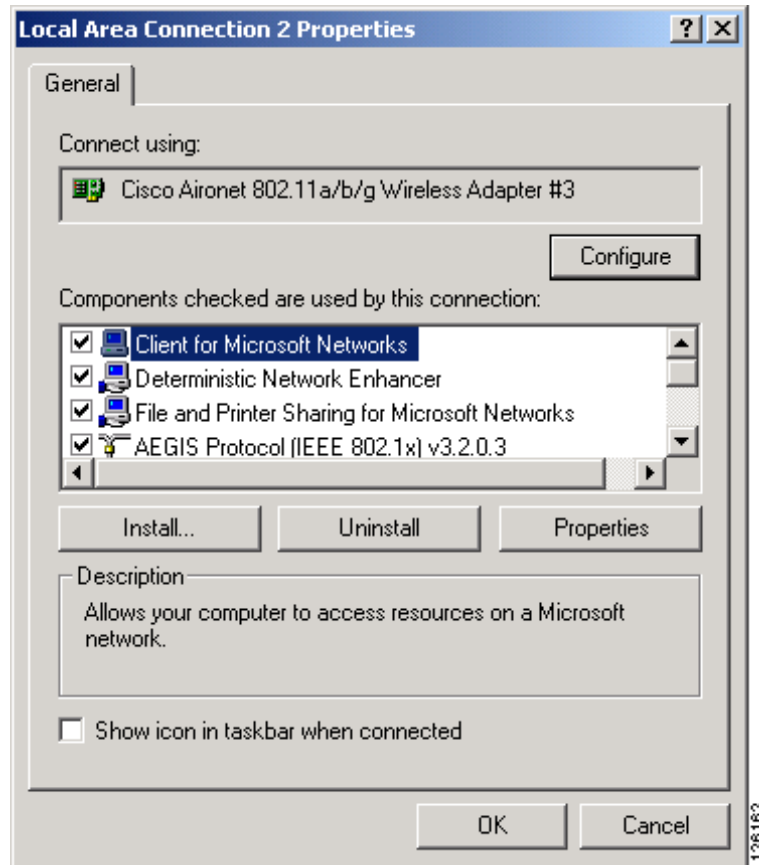 Local Area Connection 2 Properties
General
Connect using:
Cisco Aironet 802.11a/b/g Wireless Adapter #3
Configure
Components checked are used by this connection:
Client for Microsoft Networks
Deterministic Network Enhancer
File and Printer Sharing for Microsoft Networks
AEGIS Protocol (IEEE 802.1x) v3.2.0.3
Install... Uninstall Properties
Description
Allows your computer to access resources on a Microsoft
network.
Show icon in taskbar when connected
OK Cancel
126162